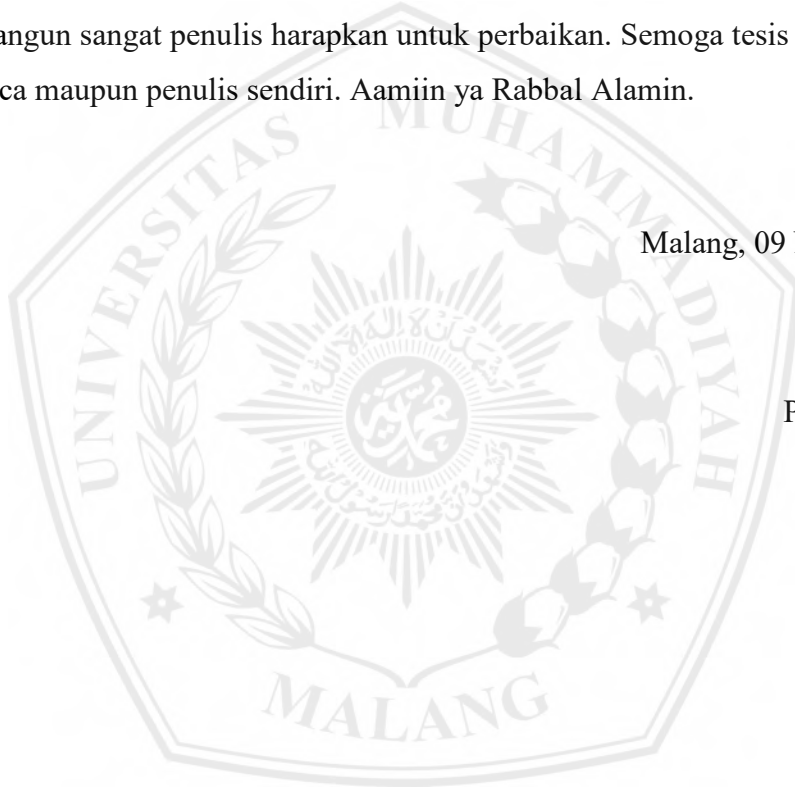 angun sangat penulis harapkan untuk perbaikan. Semoga tesis
ca maupun penulis sendiri. Aamiin ya Rabbal Alamin.
Malang, 09
P
UNIVERSITAS MUHAMMADIYAH
MALANG